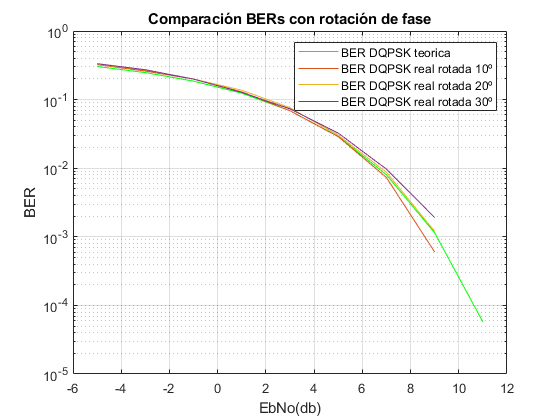 Comparación BERs con rotación de fase
BER DQPSK teorica
BER DQPSK real rotada 10º
BER DQPSK real rotada 20º
BER DQPSK real rotada 30º
BER
10^0
10^-1
10^-2
10^-3
10^-4
10^-5
-6 -4 -2 0 2 4 6 8 10 12
EbNo(db)